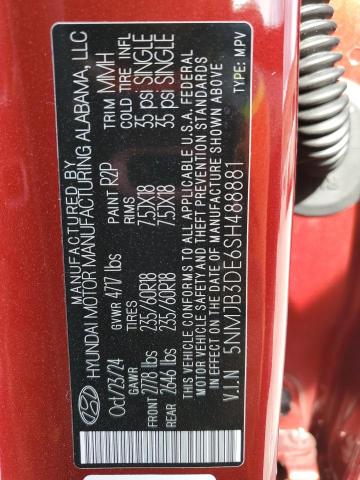 MANUFACTURED BY
HYUNDAI MOTOR MANUFACTURING ALABAMA, LLC
Oct/23/24 GVWR 4717 lbs PAINT R2P TRIM MMH
TIRES RIMS COLD TIRE INFL
FRONT 2778 lbs 235/60R18 7.5JX18 35 psi SINGLE
REAR 2646 lbs 235/60R18 7.5JX18 35 psi SINGLE
THIS VEHICLE CONFORMS TO ALL APPLICABLE U.S.A. FEDERAL
MOTOR VEHICLE SAFETY, BUMPER, AND THEFT PREVENTION STANDARDS
IN EFFECT ON THE DATE OF MANUFACTURE SHOWN ABOVE.
V.I.N 5NMJB3DE6SH488881 TYPE: MPV